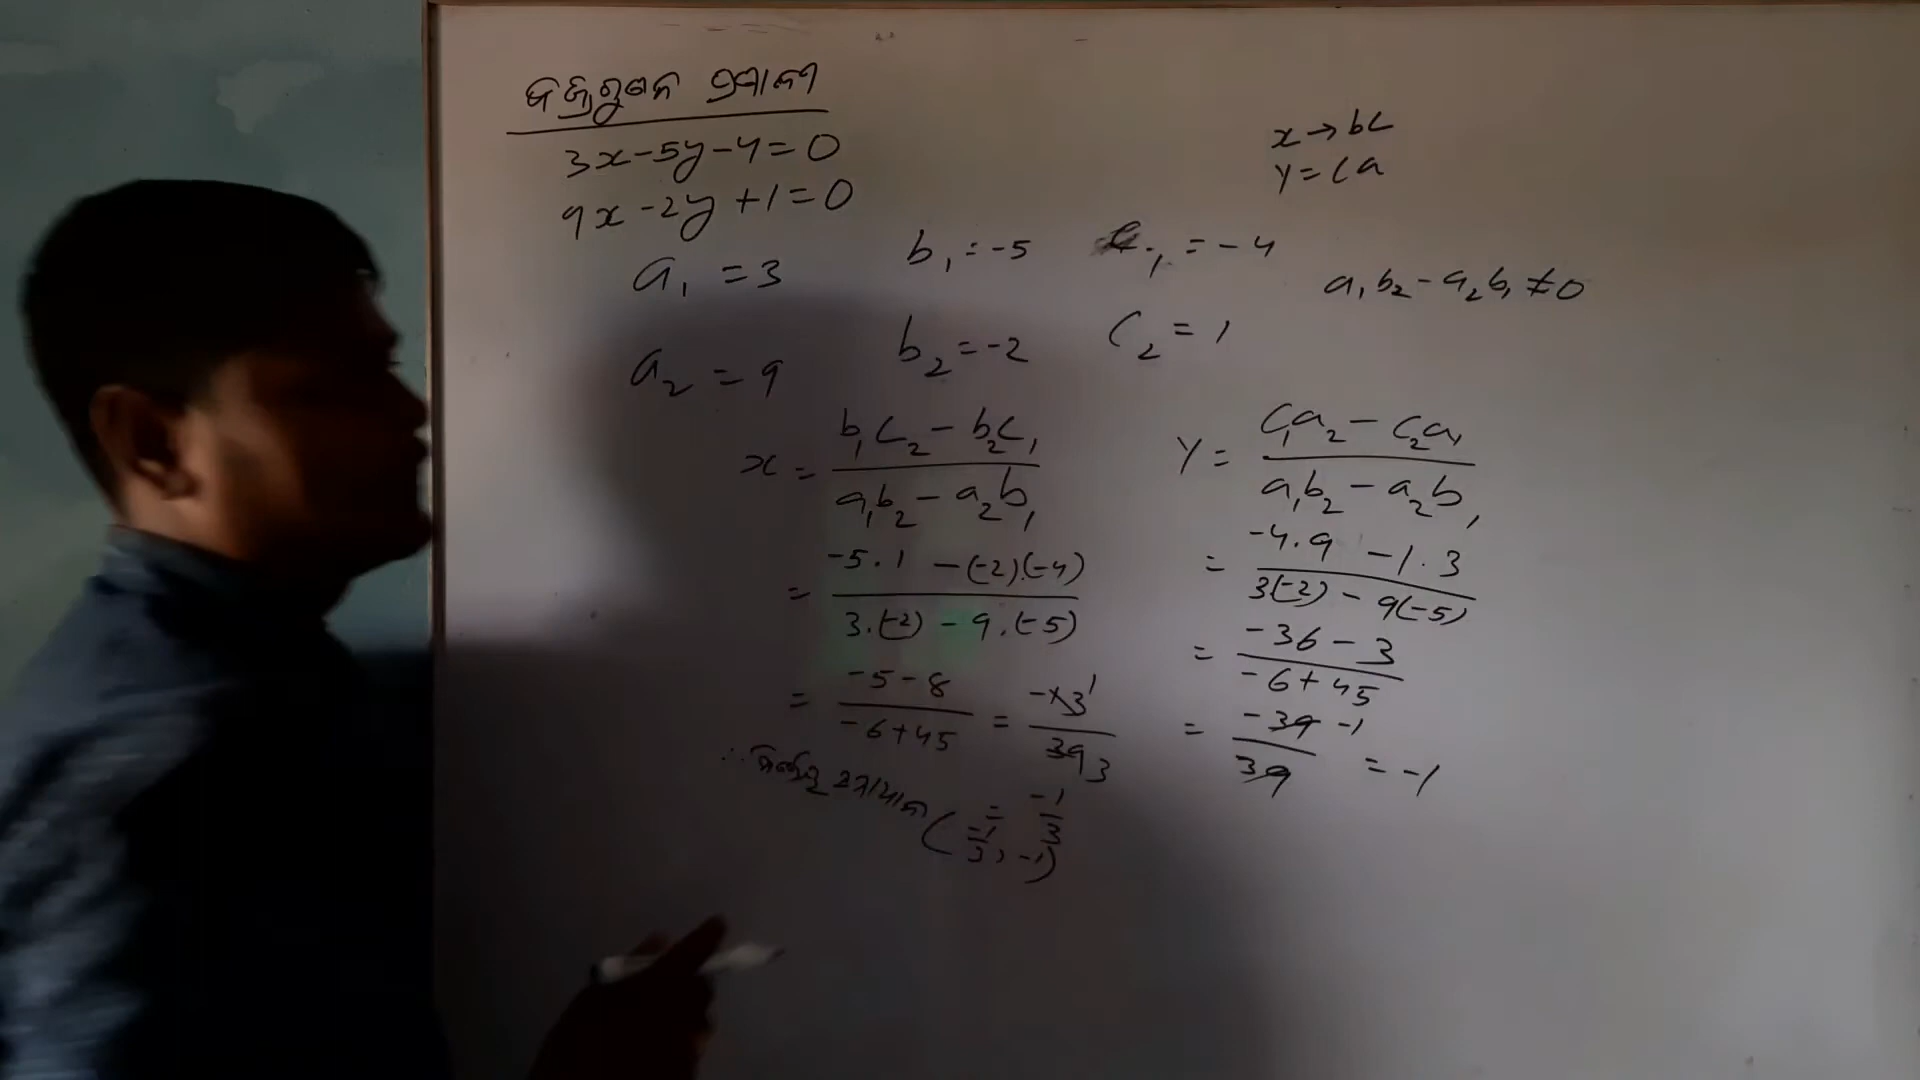 ବଜ୍ରଗୁଣନ ପ୍ରଣାଳୀ
3x-5y-4=0
9x-2y+1=0
x→bc
y=ca
a₁=3 b₁=-5 c₁=-4
a₁b₂-a₂b₁≠0
a₂=9 b₂=-2 c₂=1
x = (b₁c₂-b₂c₁)/(a₁b₂-a₂b₁)
= (-5.1-(-2)(-4))/(3.(-2)-9.(-5))
= (-5-8)/(-6+45) = -13 1/39 3
= -1/3
y = (c₁a₂-c₂a₁)/(a₁b₂-a₂b₁)
= (-4.9-1.3)/(3(-2)-9(-5))
= (-36-3)/(-6+45)
= -39 -1/39 = -1
∴ ନିର୍ଣ୍ଣେୟ ସମାଧାନ (-1/3, -1)